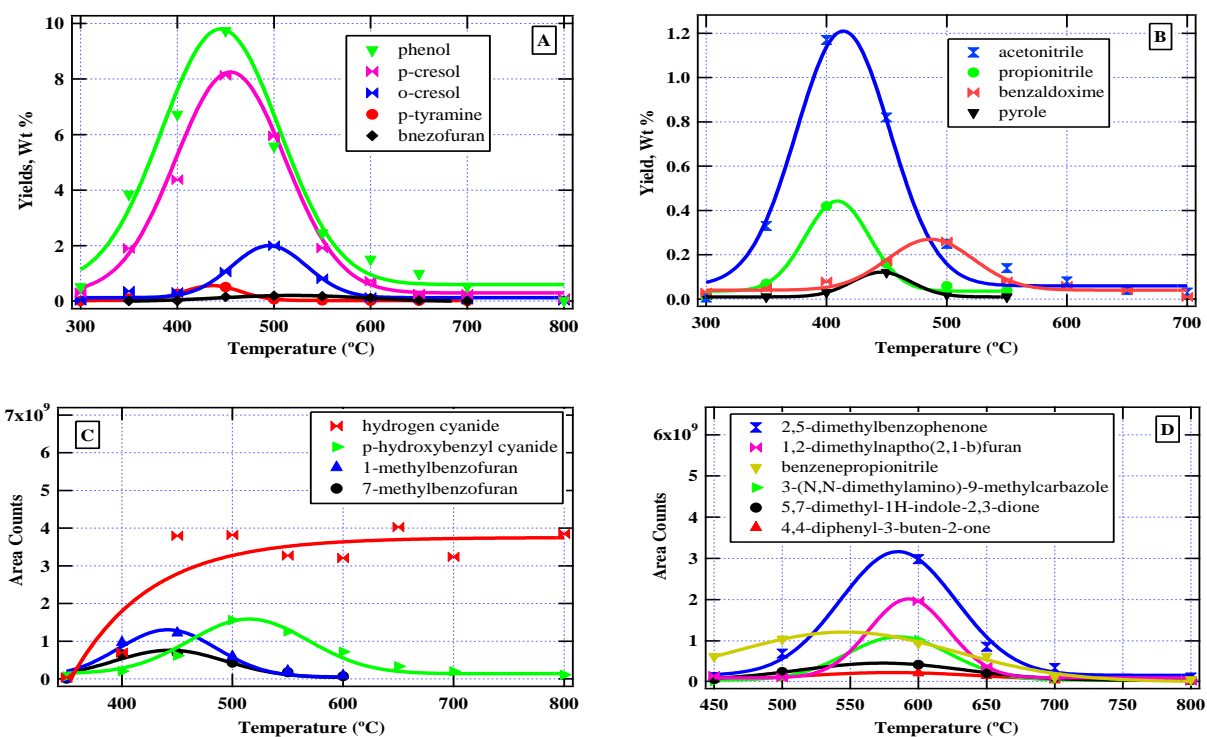 10
8
6
4
2
0
Yields, Wt %
A
phenol
p-cresol
o-cresol
p-tyramine
bnezofuran
300 400 500 600 700 800
Temperature (ºC)
1.2
0.8
0.4
0.0
Yield, Wt %
B
acetonitrile
propionitrile
benzaldoxime
pyrole
300 400 500 600 700
Temperature (ºC)
7x10⁹
6
5
4
3
2
1
0
Area Counts
C
hydrogen cyanide
p-hydroxybenzyl cyanide
1-methylbenzofuran
7-methylbenzofuran
400 500 600 700 800
Temperature (ºC)
6x10⁹
5
4
3
2
1
0
Area Counts
D
2,5-dimethylbenzophenone
1,2-dimethylnaptho(2,1-b)furan
benzenepropionitrile
3-(N,N-dimethylamino)-9-methylcarbazole
5,7-dimethyl-1H-indole-2,3-dione
4,4-diphenyl-3-buten-2-one
450 500 550 600 650 700 750 800
Temperature (ºC)